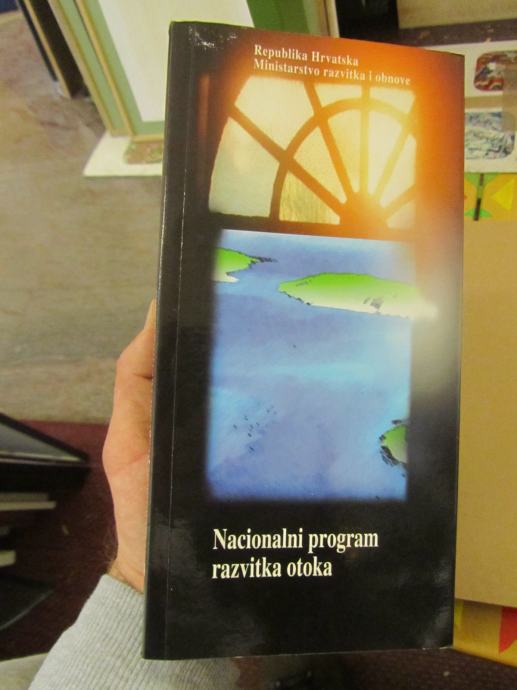 Republika Hrvatska
Ministarstvo razvitka i obnove
Nacionalni program
razvitka otoka